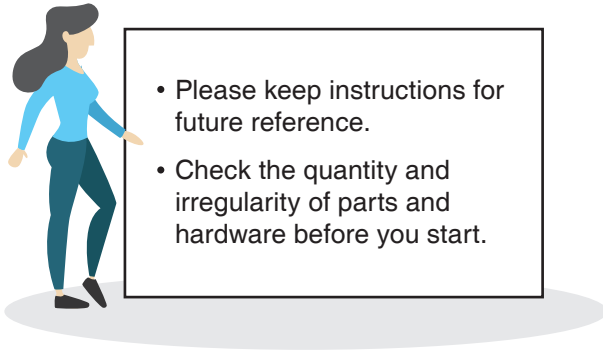 • Please keep instructions for
future reference.
• Check the quantity and
irregularity of parts and
hardware before you start.